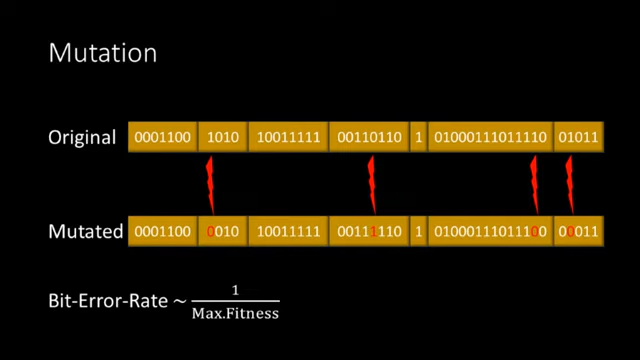 Mutation
Original 0001100 1010 10011111 00110110 1 01000111011110 01011
Mutated 0001100 0010 10011111 00111110 1 01000111011100 00011
Bit-Error-Rate ~ 1
Max.Fitness